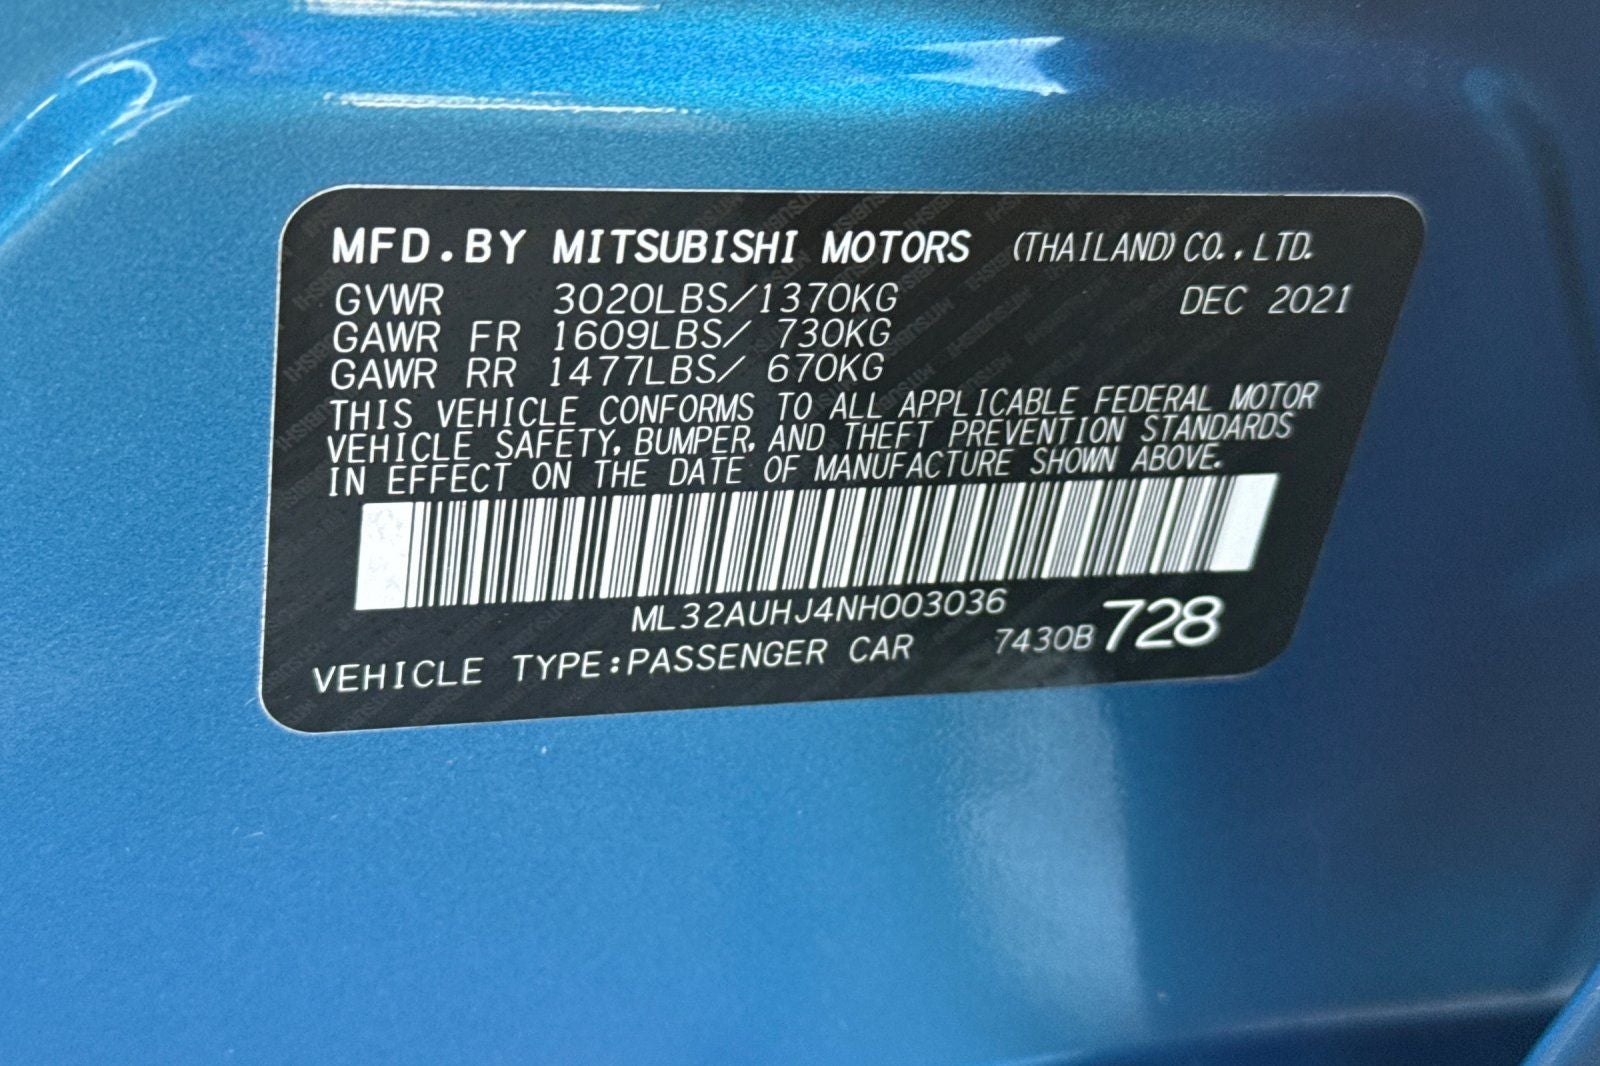 MFD.BY MITSUBISHI MOTORS (THAILAND) CO., LTD.
GVWR 3020LBS/1370KG DEC 2021
GAWR FR 1609LBS/ 730KG
GAWR RR 1477LBS/ 670KG
THIS VEHICLE CONFORMS TO ALL APPLICABLE FEDERAL MOTOR
VEHICLE SAFETY, BUMPER, AND THEFT PREVENTION STANDARDS
IN EFFECT ON THE DATE OF MANUFACTURE SHOWN ABOVE.
ML32AUHJ4NH003036
VEHICLE TYPE:PASSENGER CAR 7430B728